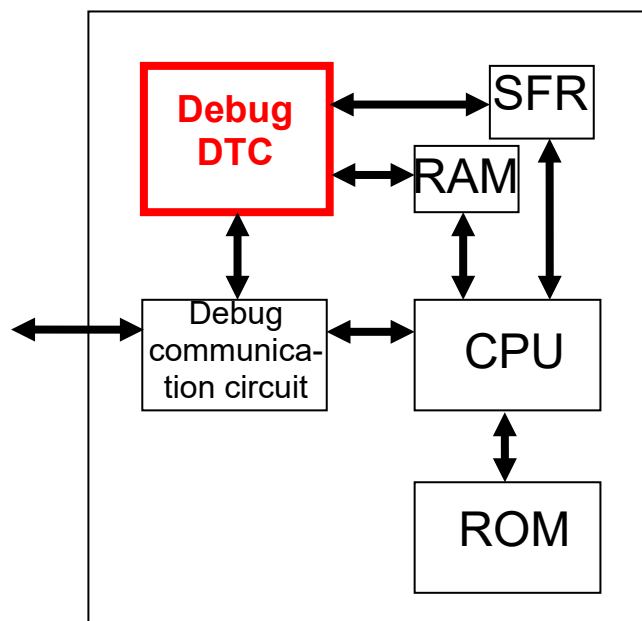 Debug
DTC
SFR
RAM
Debug
communica-
tion circuit
CPU
ROM